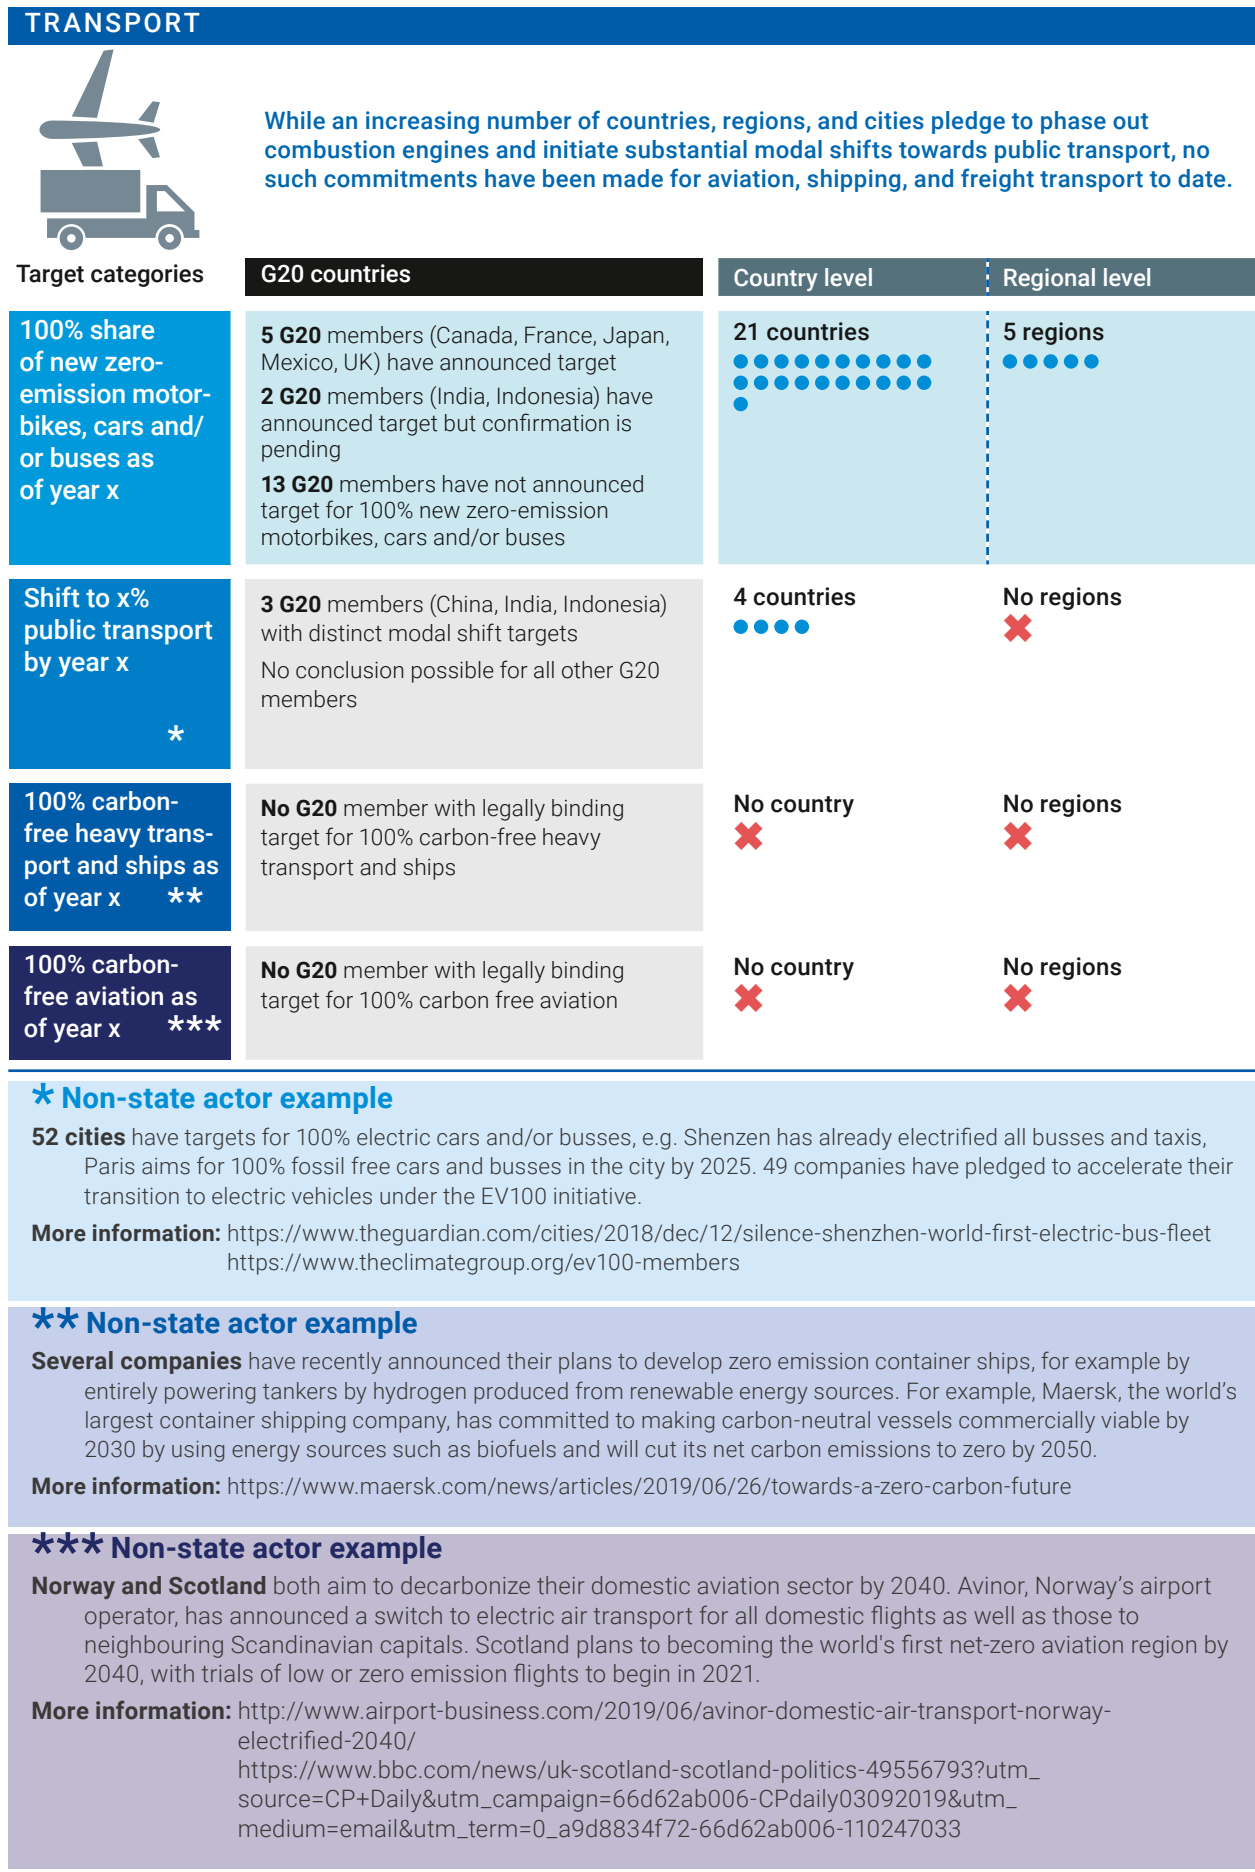 TRANSPORT
While an increasing number of countries, regions, and cities pledge to phase out
combustion engines and initiate substantial modal shifts towards public transport, no
such commitments have been made for aviation, shipping, and freight transport to date.
Target categories
G20 countries
Country level
Regional level
100% share
of new zero-
emission motor-
bikes, cars and/
or buses as
of year x
5 G20 members (Canada, France, Japan,
Mexico, UK) have announced target
2 G20 members (India, Indonesia) have
announced target but confirmation is
pending
13 G20 members have not announced
target for 100% new zero-emission
motorbikes, cars and/or buses
21 countries
5 regions
Shift to x%
public transport
by year x
*
3 G20 members (China, India, Indonesia)
with distinct modal shift targets
No conclusion possible for all other G20
members
4 countries
No regions
100% carbon-
free heavy trans-
port and ships as
of year x **
No G20 member with legally binding
target for 100% carbon-free heavy
transport and ships
No country
No regions
100% carbon-
free aviation as
of year x ***
No G20 member with legally binding
target for 100% carbon free aviation
No country
No regions
* Non-state actor example
52 cities have targets for 100% electric cars and/or busses, e.g. Shenzen has already electrified all busses and taxis,
Paris aims for 100% fossil free cars and busses in the city by 2025. 49 companies have pledged to accelerate their
transition to electric vehicles under the EV100 initiative.
More information: https://www.theguardian.com/cities/2018/dec/12/silence-shenzhen-world-first-electric-bus-fleet
https://www.theclimategroup.org/ev100-members
** Non-state actor example
Several companies have recently announced their plans to develop zero emission container ships, for example by
entirely powering tankers by hydrogen produced from renewable energy sources. For example, Maersk, the world's
largest container shipping company, has committed to making carbon-neutral vessels commercially viable by
2030 by using energy sources such as biofuels and will cut its net carbon emissions to zero by 2050.
More information: https://www.maersk.com/news/articles/2019/06/26/towards-a-zero-carbon-future
*** Non-state actor example
Norway and Scotland both aim to decarbonize their domestic aviation sector by 2040. Avinor, Norway's airport
operator, has announced a switch to electric air transport for all domestic flights as well as those to
neighbouring Scandinavian capitals. Scotland plans to becoming the world's first net-zero aviation region by
2040, with trials of low or zero emission flights to begin in 2021.
More information: http://www.airport-business.com/2019/06/avinor-domestic-air-transport-norway-
electrified-2040/
https://www.bbc.com/news/uk-scotland-scotland-politics-49556793?utm_
source=CP+Daily&utm_campaign=66d62ab006-CPdaily03092019&utm_
medium=email&utm_term=0_a9d8834f72-66d62ab006-110247033